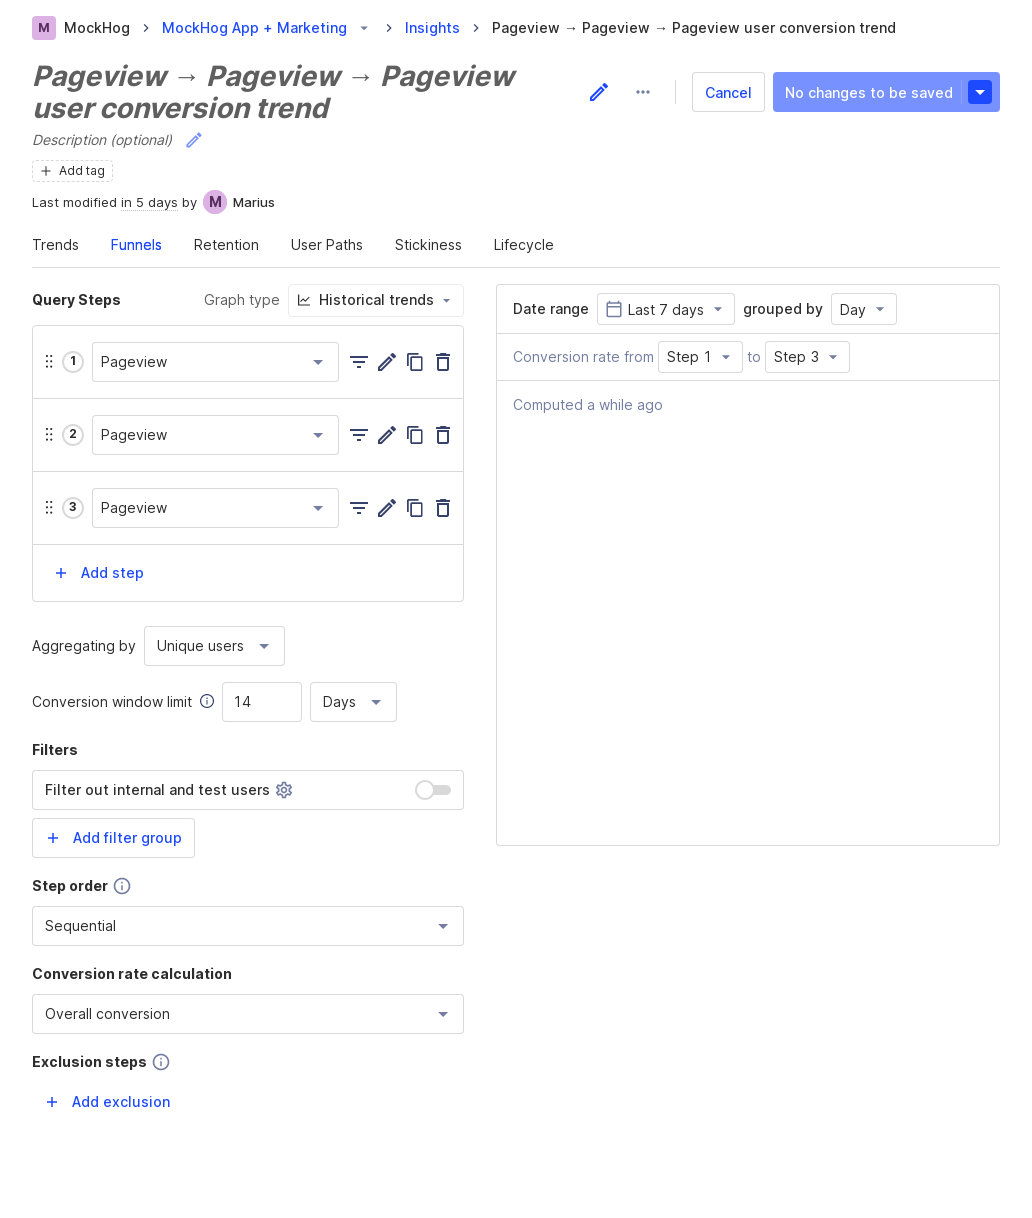 M MockHog > MockHog App + Marketing > Insights > Pageview → Pageview → Pageview user conversion trend
Pageview → Pageview → Pageview
user conversion trend
Cancel
No changes to be saved
Description (optional)
Add tag
Last modified in 5 days by M Marius
Trends Funnels Retention User Paths Stickiness Lifecycle
Query Steps
Graph type Historical trends
1 Pageview
2 Pageview
3 Pageview
+ Add step
Aggregating by Unique users
Conversion window limit 14 Days
Filters
Filter out internal and test users
+ Add filter group
Step order
Sequential
Conversion rate calculation
Overall conversion
Exclusion steps
+ Add exclusion
Date range Last 7 days grouped by Day
Conversion rate from Step 1 to Step 3
Computed a while ago